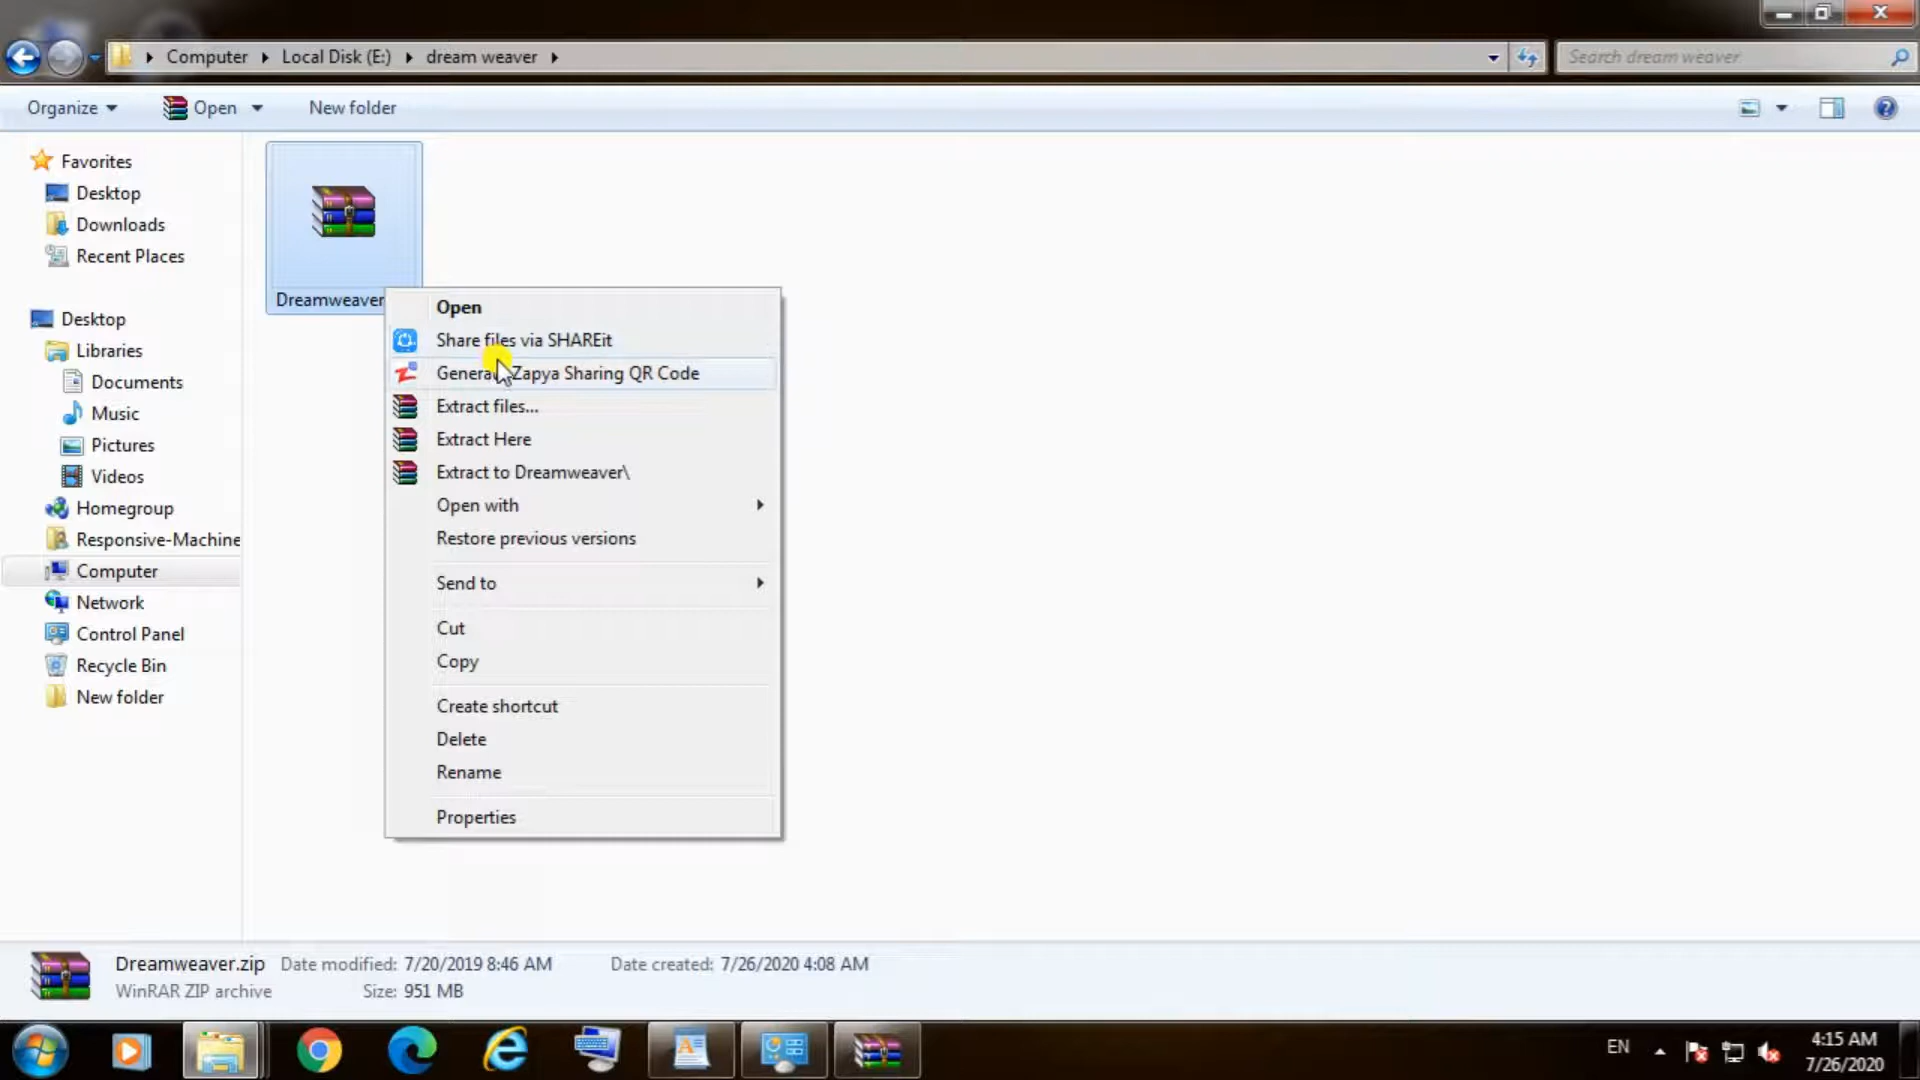 Computer Local Disk (E:) dream weaver
Search dream weaver
Organize Open New folder
Favorites
Desktop
Downloads
Recent Places
Desktop
Libraries
Documents
Music
Pictures
Videos
Homegroup
Responsive-Machine
Computer
Network
Control Panel
Recycle Bin
New folder
Dreamweaver
Open
Share files via SHAREit
Zapya Sharing QR Code
Extract files...
Extract Here
Extract to Dreamweaver\
Open with
Restore previous versions
Send to
Cut
Copy
Create shortcut
Delete
Rename
Properties
Dreamweaver.zip Date modified: 7/20/2019 8:46 AM Date created: 7/26/2020 4:08 AM
WinRAR ZIP archive Size: 951 MB
EN
4:15 AM
7/26/2020